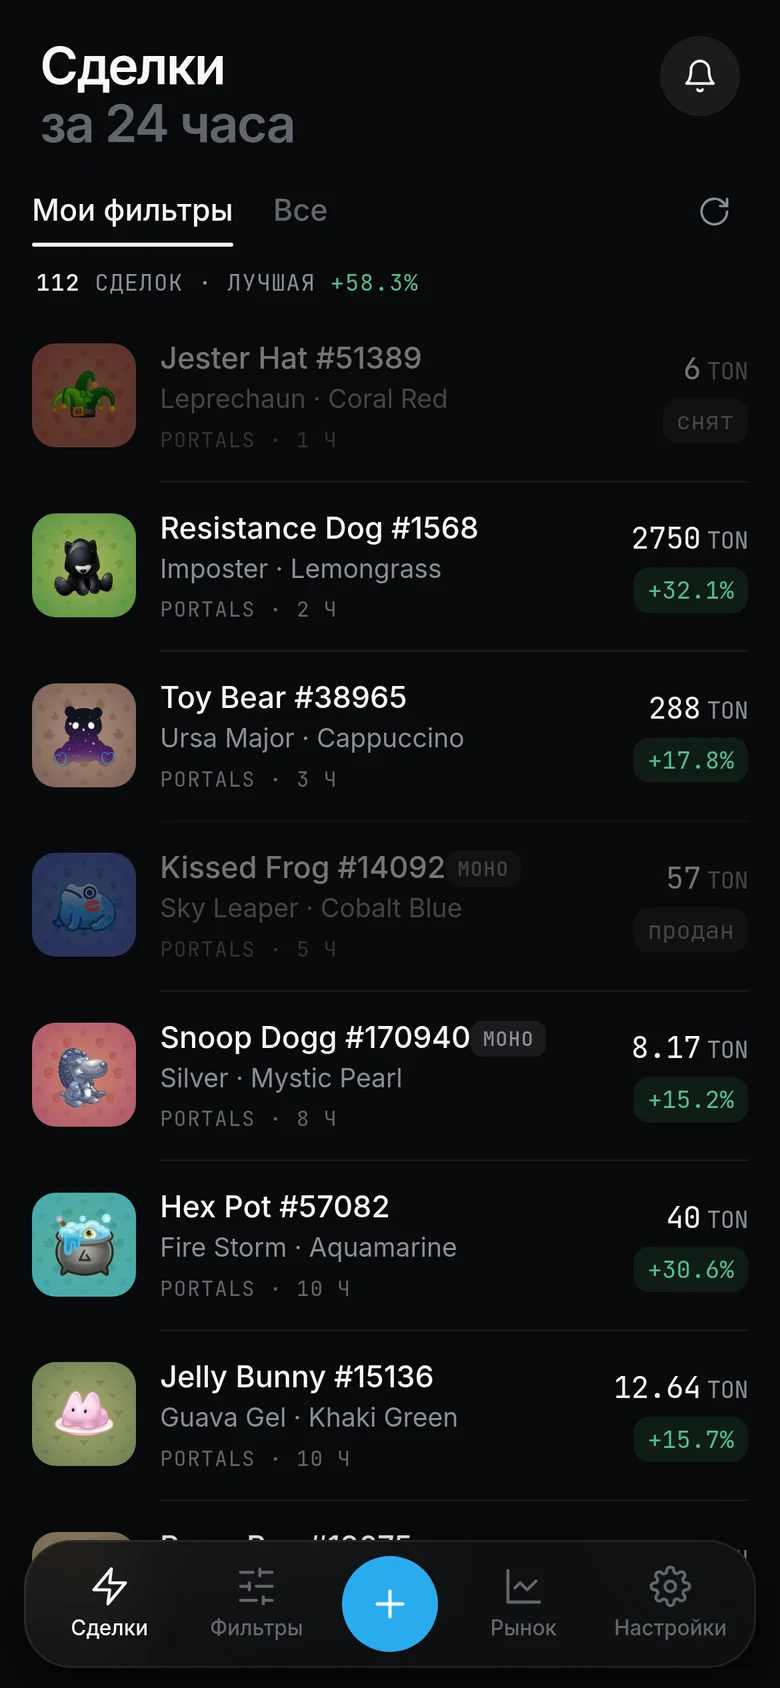 Сделки
за 24 часа
Мои фильтры Все
112 СДЕЛОК · ЛУЧШАЯ +58.3%
Jester Hat #51389
6 TON
Leprechaun · Coral Red
снят
PORTALS · 1 Ч
Resistance Dog #1568
2750 TON
Imposter · Lemongrass
+32.1%
PORTALS · 2 Ч
Toy Bear #38965
288 TON
Ursa Major · Cappuccino
+17.8%
PORTALS · 3 Ч
Kissed Frog #14092 МОНО
57 TON
Sky Leaper · Cobalt Blue
продан
PORTALS · 5 Ч
Snoop Dogg #170940 МОНО
8.17 TON
Silver · Mystic Pearl
+15.2%
PORTALS · 8 Ч
Hex Pot #57082
40 TON
Fire Storm · Aquamarine
+30.6%
PORTALS · 10 Ч
Jelly Bunny #15136
12.64 TON
Guava Gel · Khaki Green
+15.7%
PORTALS · 10 Ч
Сделки Фильтры Рынок Настройки